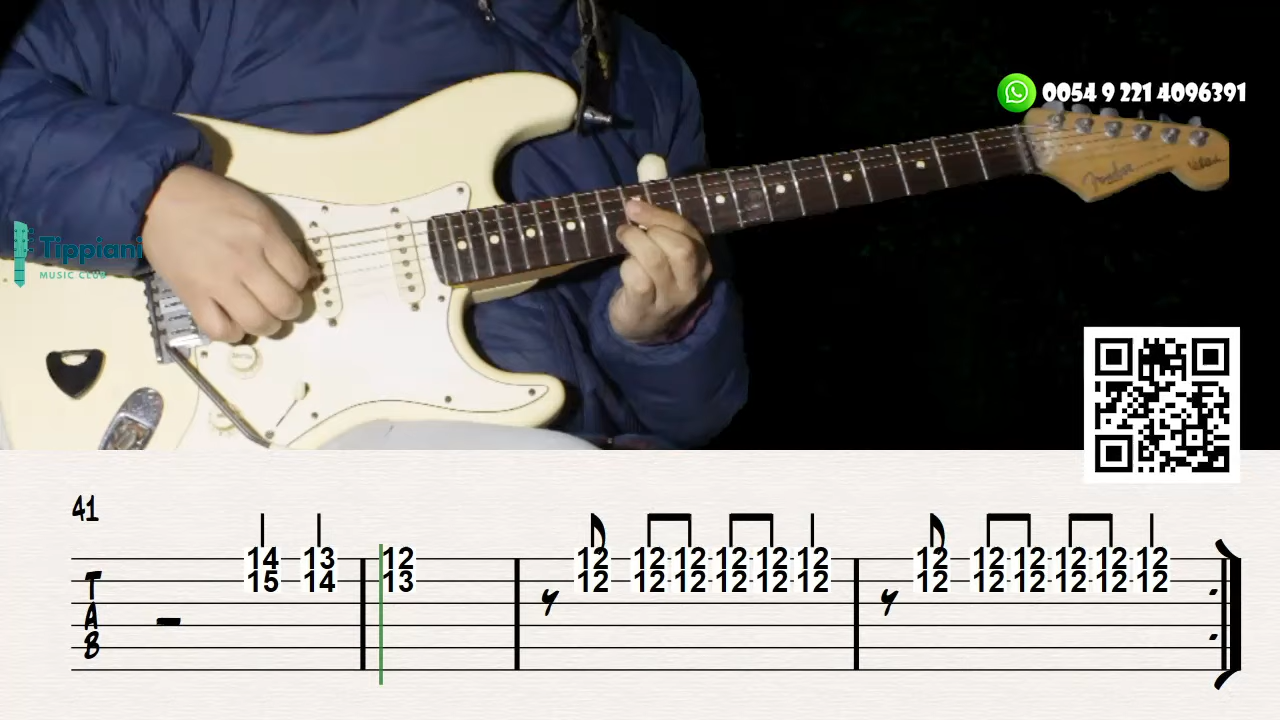 0054 9 221 4096391
Fender
Tippiani
MUSIC CLUB
41
14 13 12 12 12 12 12 12 12 12 12 12 12 12 12
15 14 13 12 12 12 12 12 12 12 12 12 12 12 12
T
A
B